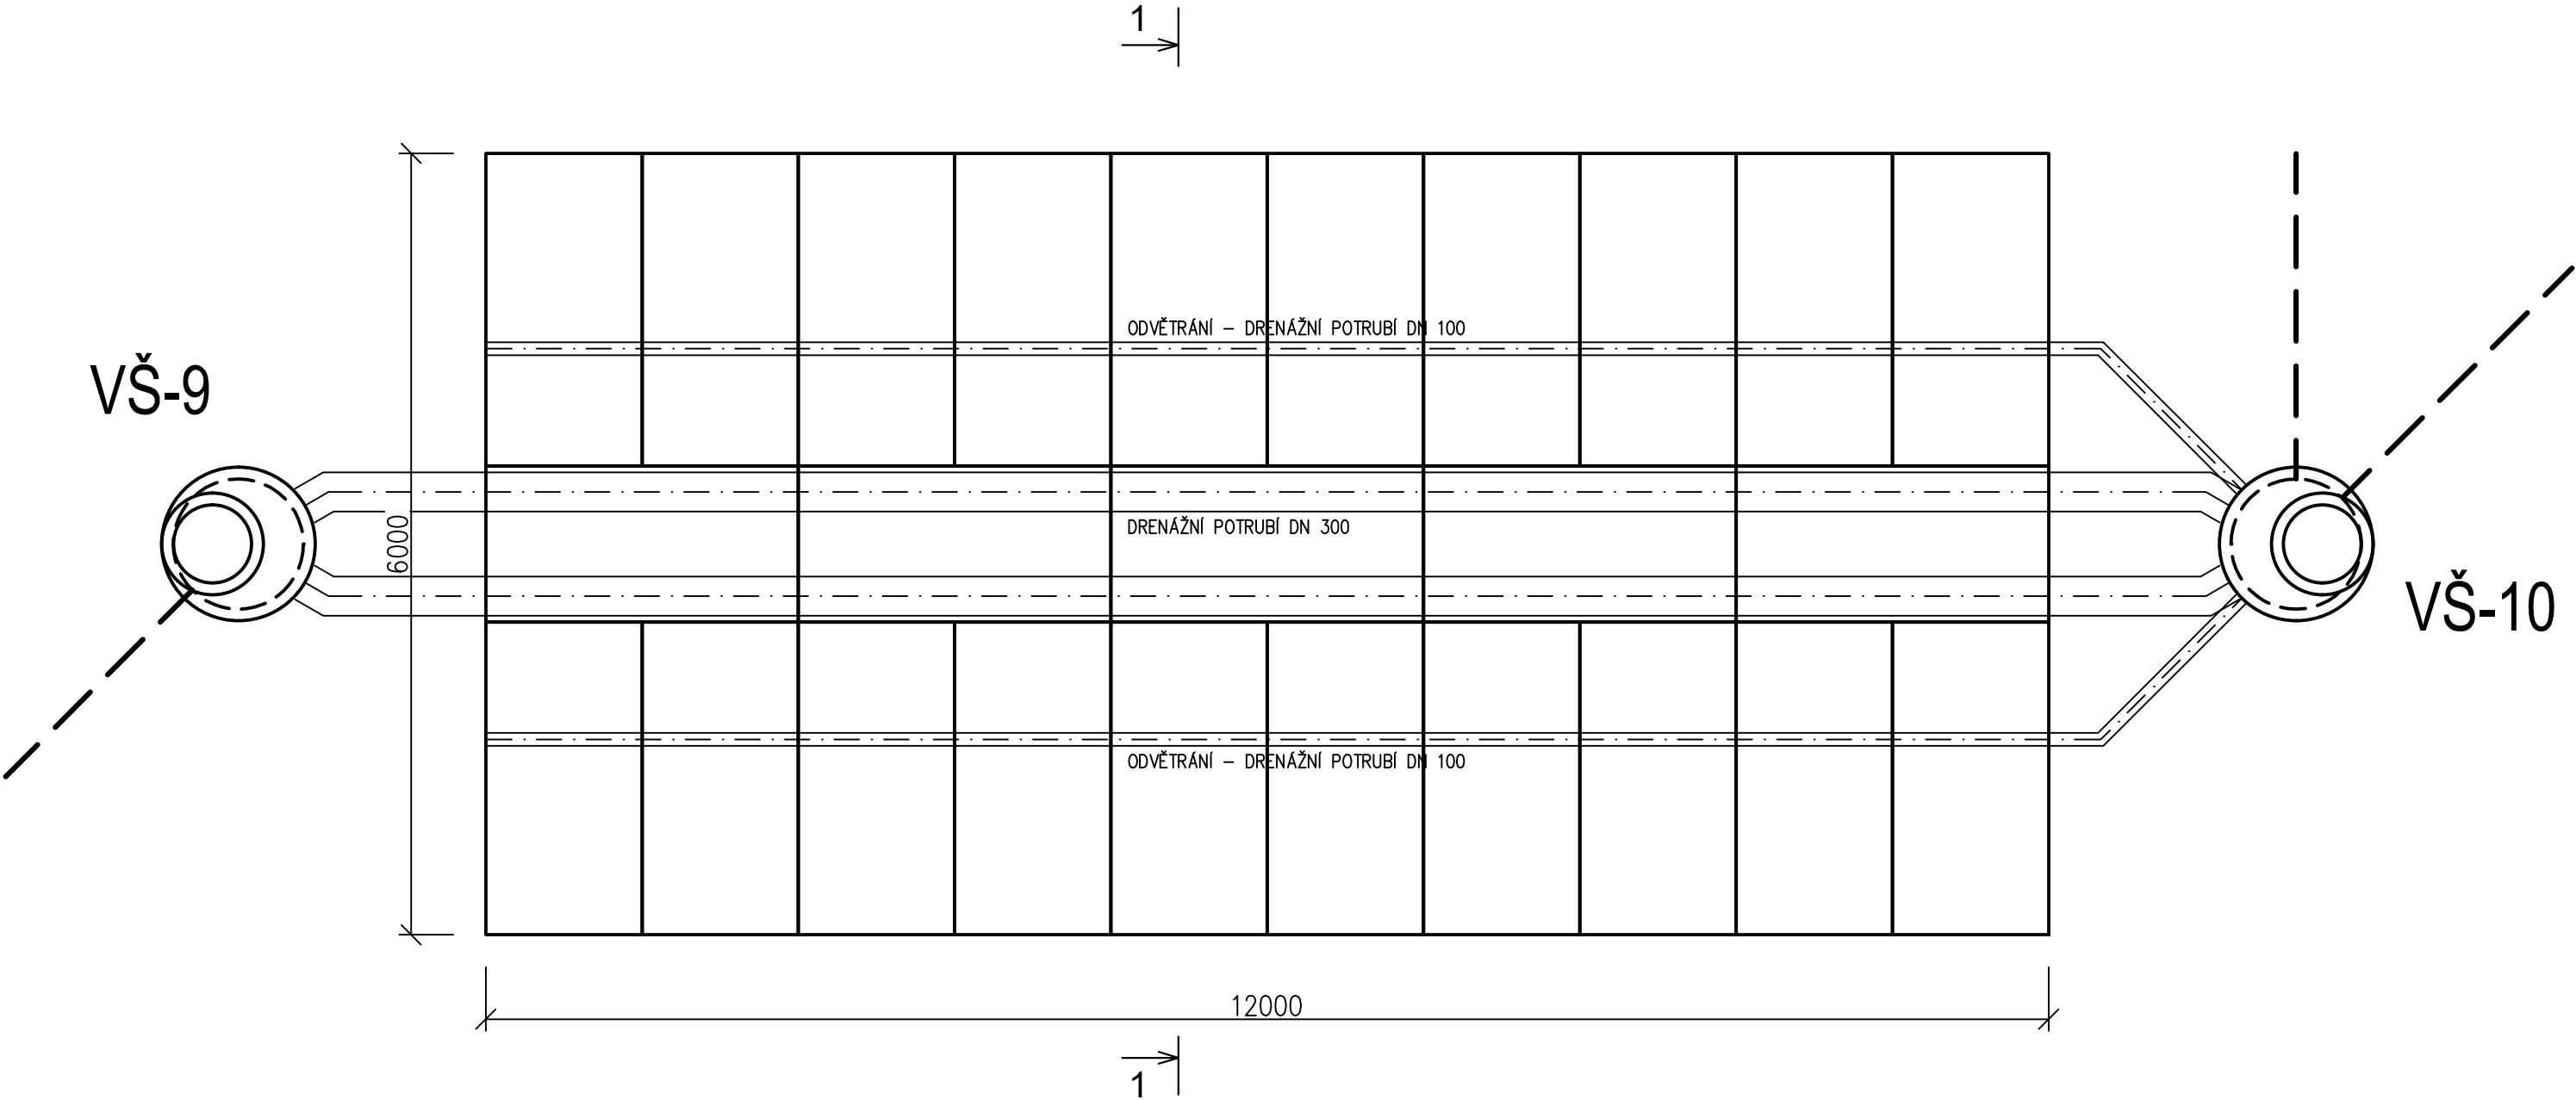 1
ODVĚTRÁNÍ – DRENÁŽNÍ POTRUBÍ DN 100
VŠ-9
6000
DRENÁŽNÍ POTRUBÍ DN 300
VŠ-10
ODVĚTRÁNÍ – DRENÁŽNÍ POTRUBÍ DN 100
12000
1